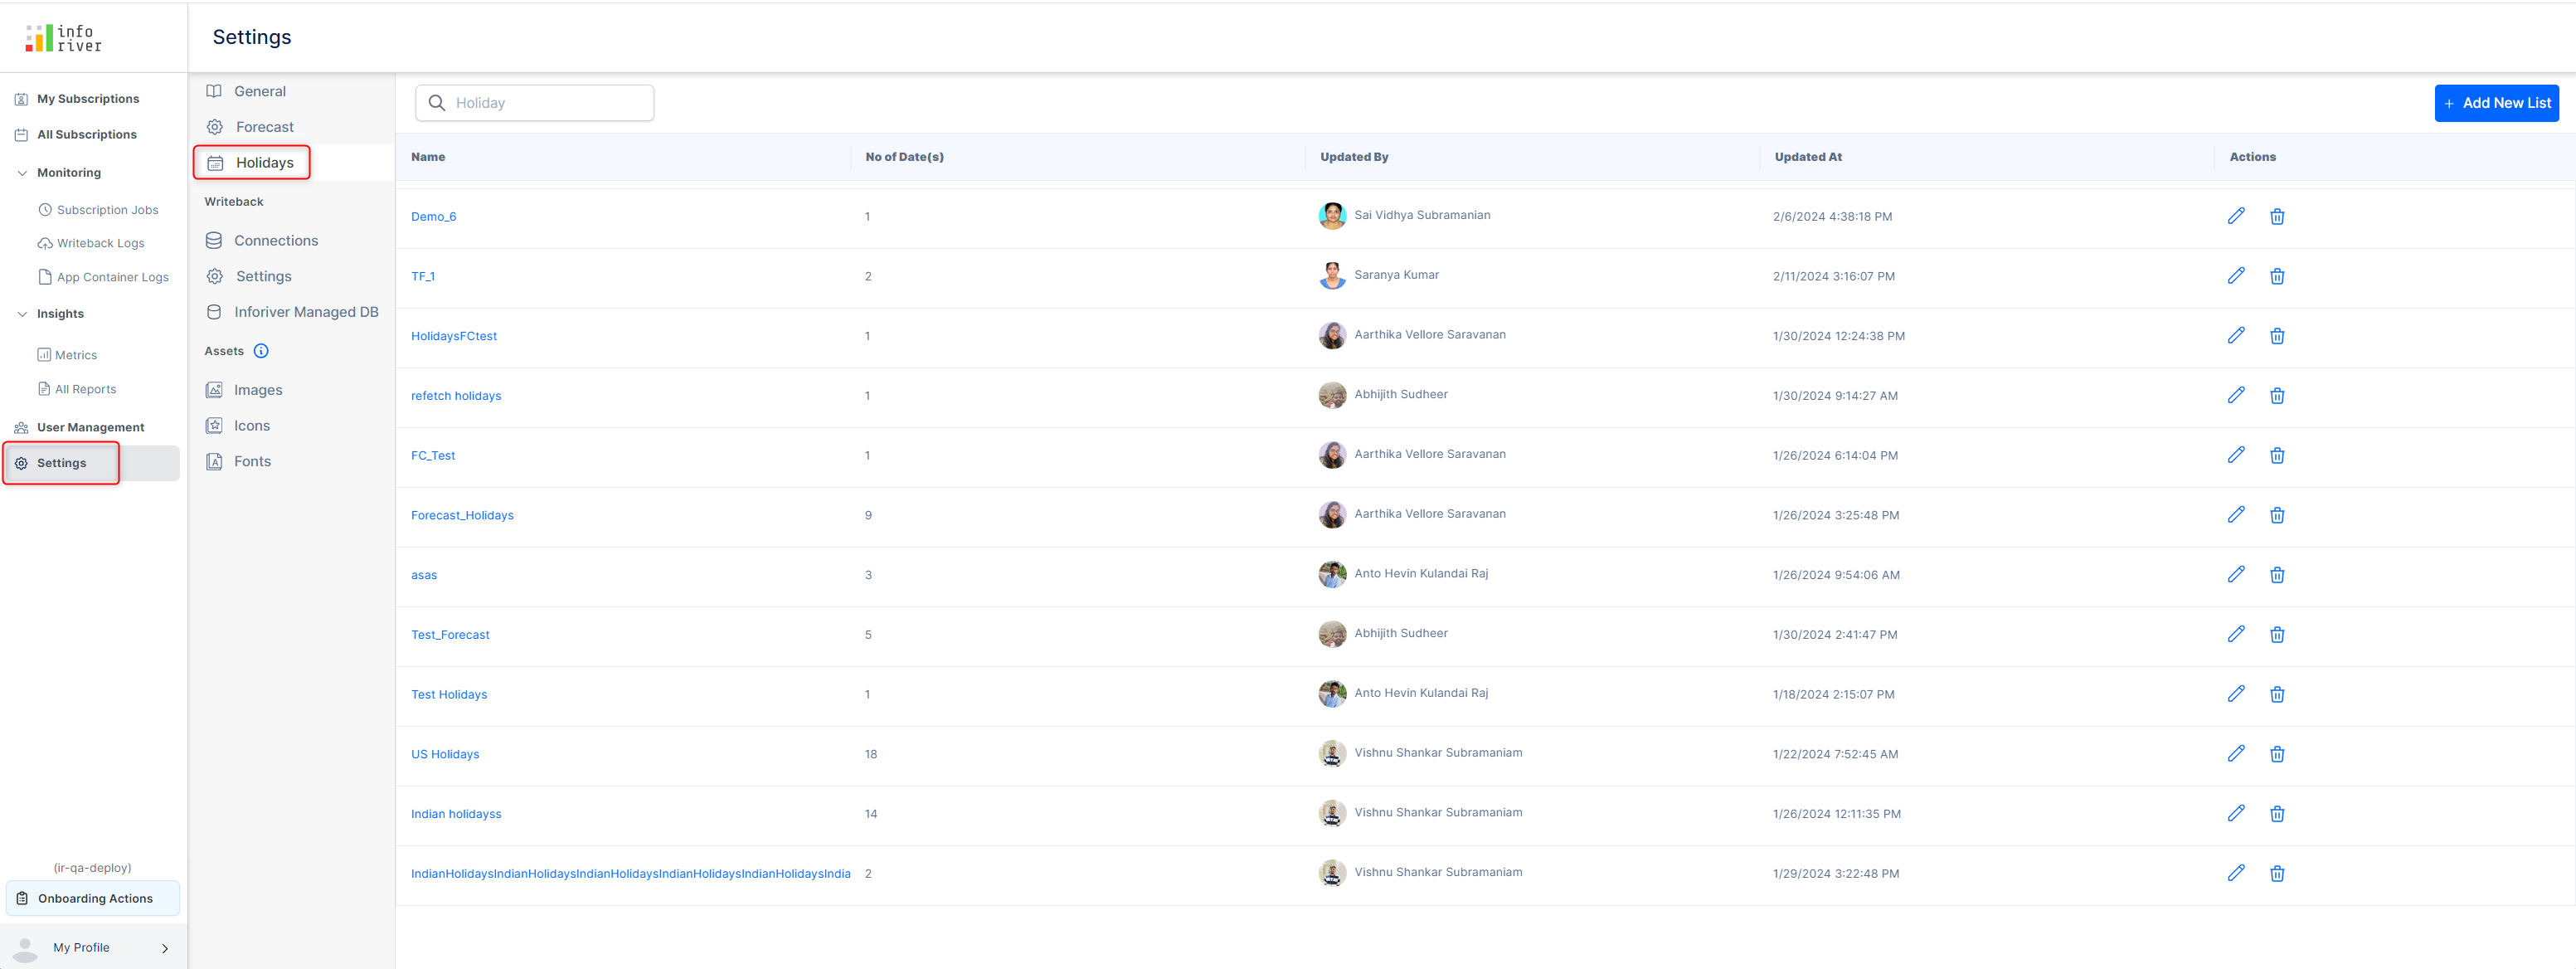 info
river
Settings
My Subscriptions
All Subscriptions
Monitoring
Subscription Jobs
Writeback Logs
App Container Logs
Insights
Metrics
All Reports
User Management
Settings
(ir-qa-deploy)
Onboarding Actions
My Profile
General
Forecast
Holidays
Writeback
Connections
Settings
Inforiver Managed DB
Assets
Images
Icons
Fonts
Holiday
+ Add New List
Name No of Date(s) Updated By Updated At Actions
Demo_6 1 Sai Vidhya Subramanian 2/6/2024 4:38:18 PM
TF_1 2 Saranya Kumar 2/11/2024 3:16:07 PM
HolidaysFCtest 1 Aarthika Vellore Saravanan 1/30/2024 12:24:38 PM
refetch holidays 1 Abhijith Sudheer 1/30/2024 9:14:27 AM
FC_Test 1 Aarthika Vellore Saravanan 1/26/2024 6:14:04 PM
Forecast_Holidays 9 Aarthika Vellore Saravanan 1/26/2024 3:25:48 PM
asas 3 Anto Hevin Kulandai Raj 1/26/2024 9:54:06 AM
Test_Forecast 5 Abhijith Sudheer 1/30/2024 2:41:47 PM
Test Holidays 1 Anto Hevin Kulandai Raj 1/18/2024 2:15:07 PM
US Holidays 18 Vishnu Shankar Subramaniam 1/22/2024 7:52:45 AM
Indian holidayss 14 Vishnu Shankar Subramaniam 1/26/2024 12:11:35 PM
IndianHolidaysIndianHolidaysIndianHolidaysIndianHolidaysIndianHolidaysIndia 2 Vishnu Shankar Subramaniam 1/29/2024 3:22:48 PM